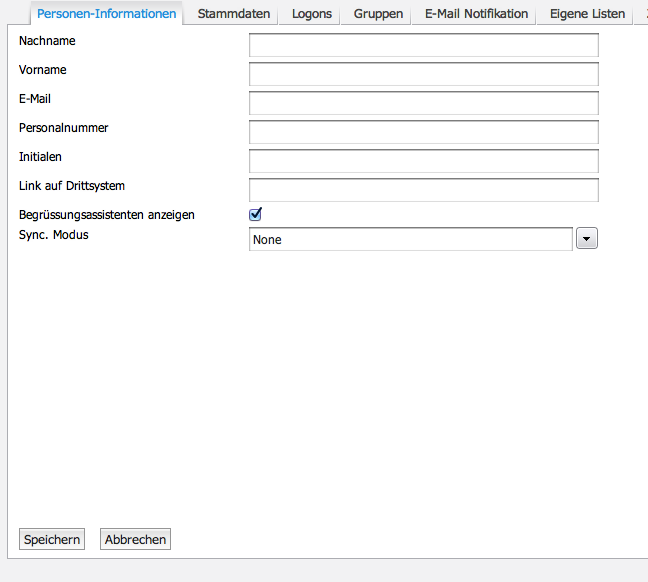 Personen-Informationen Stammdaten Logons Gruppen E-Mail Notifikation Eigene Listen
Nachname
Vorname
E-Mail
Personalnummer
Initialen
Link auf Drittsystem
Begrüssungsassistenten anzeigen
Sync. Modus None
Speichern Abbrechen